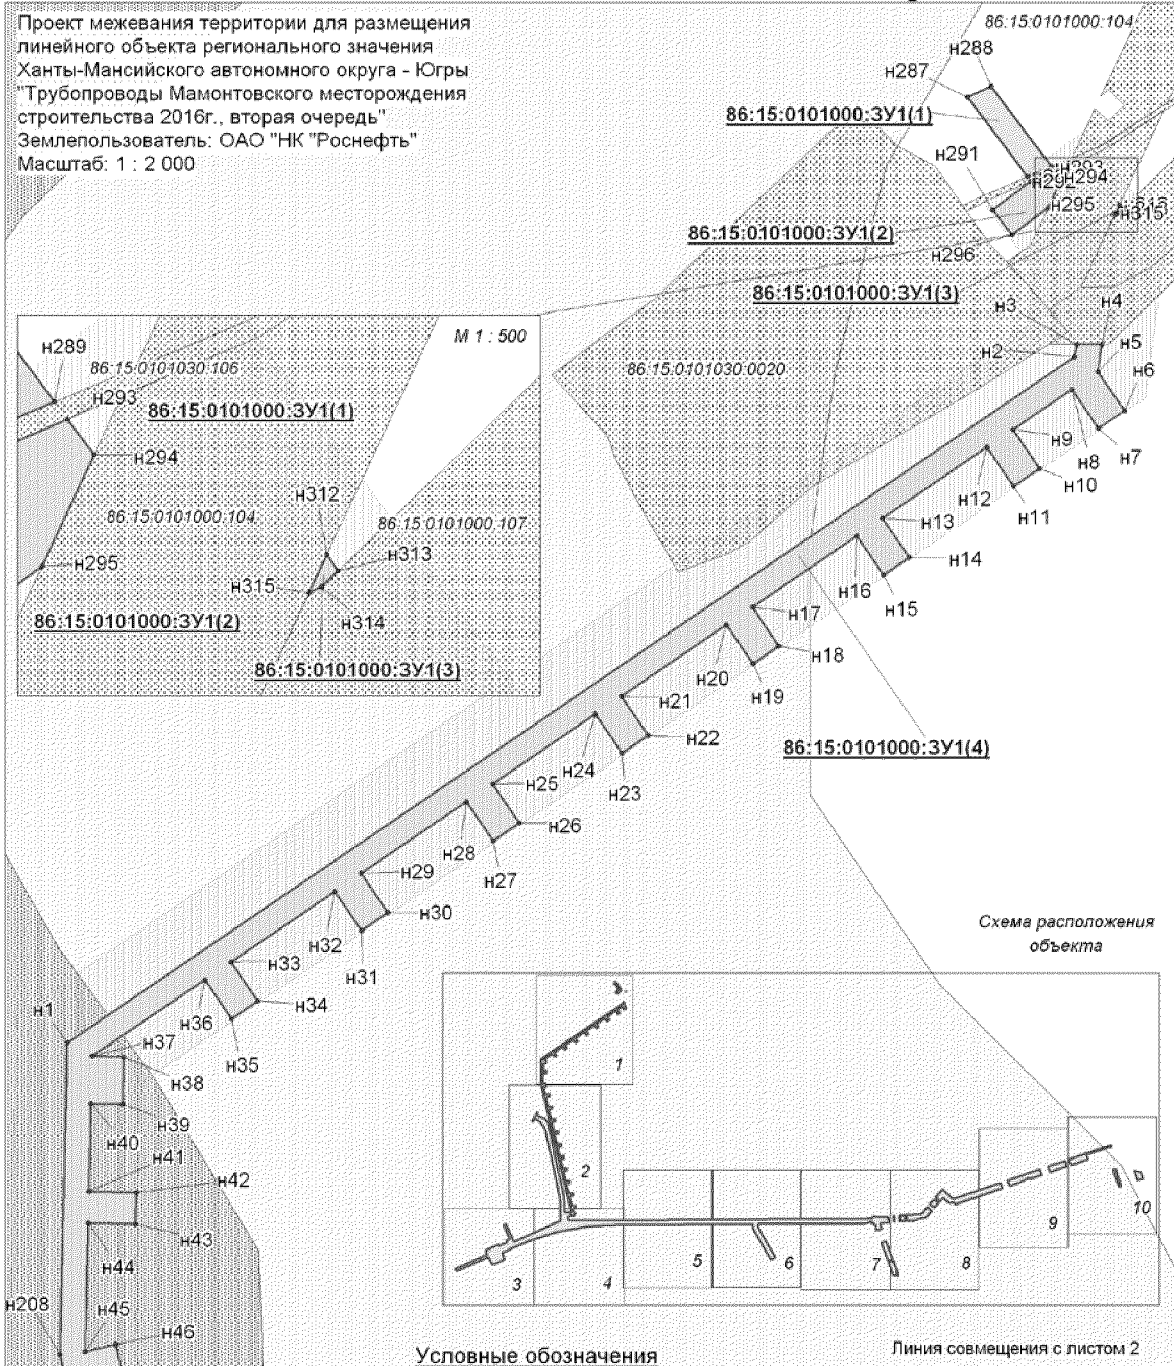 Проект межевания территории для размещения
линейного объекта регионального значения
Ханты-Мансийского автономного округа - Югры
"Трубопроводы Мамонтовского месторождения
строительства 2016г., вторая очередь"
Землепользователь: ОАО "НК "Роснефть"
Масштаб: 1 : 2 000
86:15:0101000:104
н288
н287
86:15:0101000:ЗУ1(1)
н291
н293
н292
н294
н295
н315
86:15:0101000:ЗУ1(2)
н296
86:15:0101000:ЗУ1(3)
н3
н4
н2
н5
н6
86:15:0101030:0020
н9
н8
н7
н10
н12
н11
н13
н14
н16
н15
н17
н18
н20
н19
н21
н22
86:15:0101000:ЗУ1(4)
н24
н23
н25
н26
н28
н27
н29
н30
н32
н31
н33
н34
н36
н35
н1
н37
н38
н39
н40
н41
н42
н43
н44
н208
н45
н46
М 1 : 500
н289
86:15:0101030:106
н293
86:15:0101000:ЗУ1(1)
н294
н312
86:15:0101000:104
86:15:0101000:107
н295
н313
н315
н314
86:15:0101000:ЗУ1(2)
86:15:0101000:ЗУ1(3)
Схема расположения
объекта
1
2
3
4
5
6
7
8
9
10
Условные обозначения
Линия совмещения с листом 2